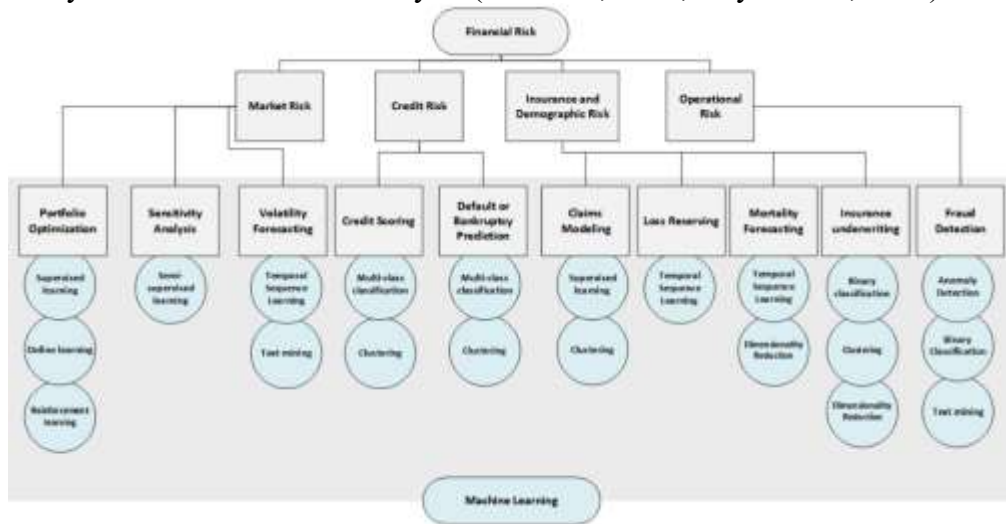 Financial Risk
Market Risk
Credit Risk
Insurance and
Demographic Risk
Operational
Risk
Portfolio
Optimization
Sensitivity
Analysis
Volatility
Forecasting
Credit Scoring
Default or
Bankruptcy
Prediction
Claims
Modeling
Loss Reserving
Mortality
Forecasting
Insurance
underwriting
Fraud
Detection
Supervised
learning
Semi-
supervised
learning
Temporal
Sequence
Learning
Multi-class
classification
Multi-class
classification
Supervised
learning
Temporal
Sequence
Learning
Temporal
Sequence
Learning
Binary
classification
Anomaly
Detection
Online learning
Text mining
Clustering
Clustering
Clustering
Dimensionality
Reduction
Clustering
Binary
Classification
Reinforcement
learning
Dimensionality
Reduction
Text mining
Machine Learning